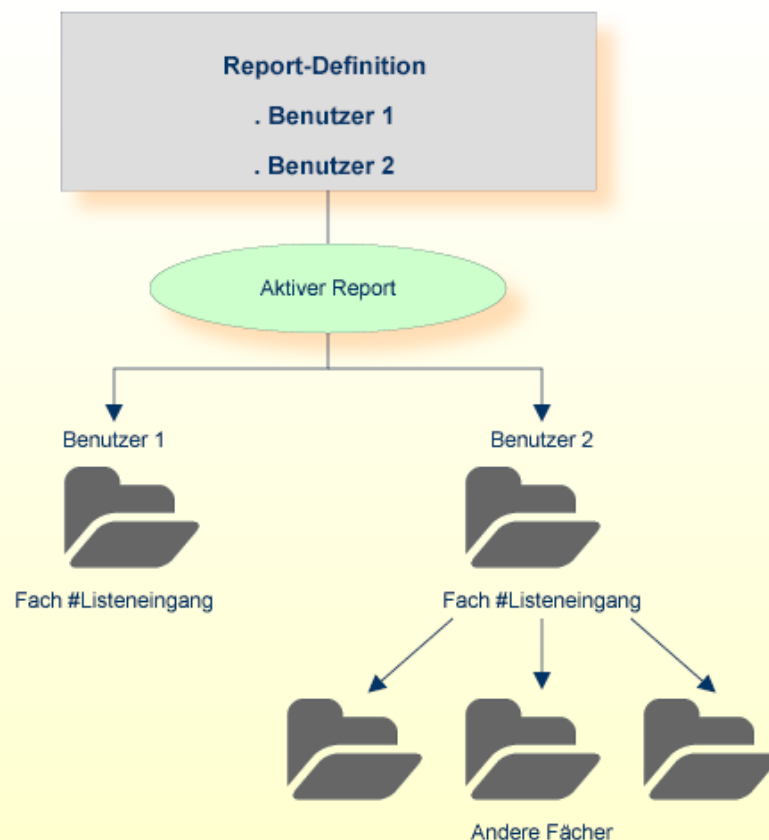 Report-Definition
. Benutzer 1
. Benutzer 2
Aktiver Report
Benutzer 1
Benutzer 2
Fach #Listeneingang
Fach #Listeneingang
Andere Fächer